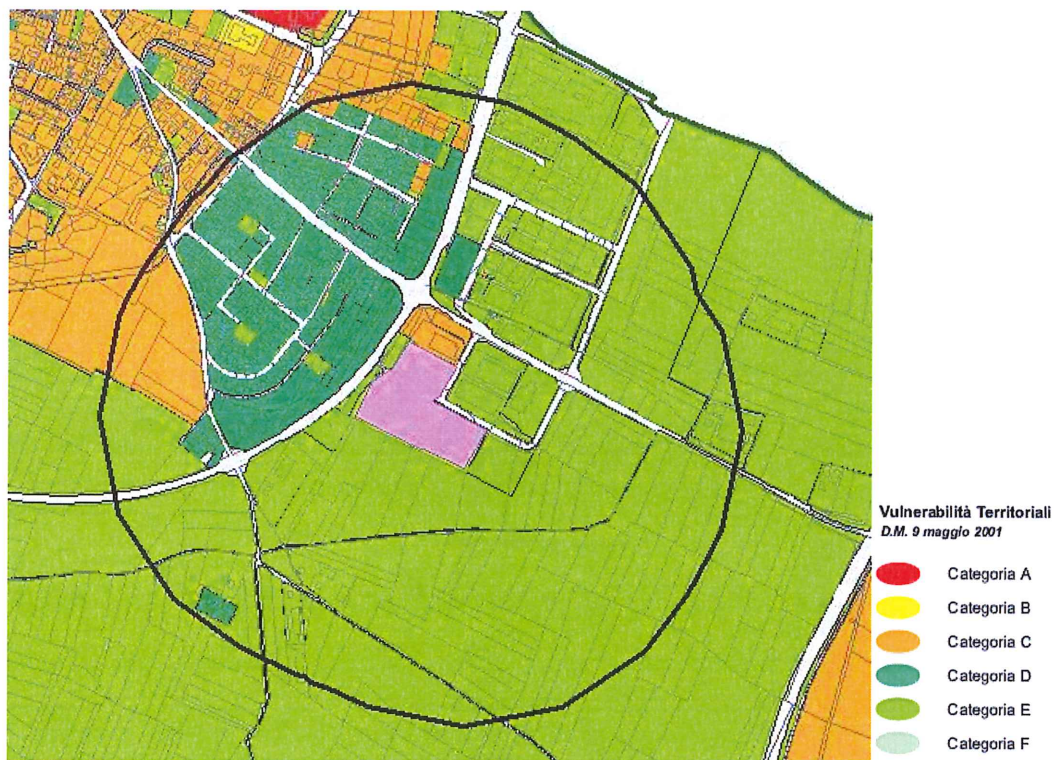 Vulnerabilità Territoriali
D.M. 9 maggio 2001
Categoria A
Categoria B
Categoria C
Categoria D
Categoria E
Categoria F